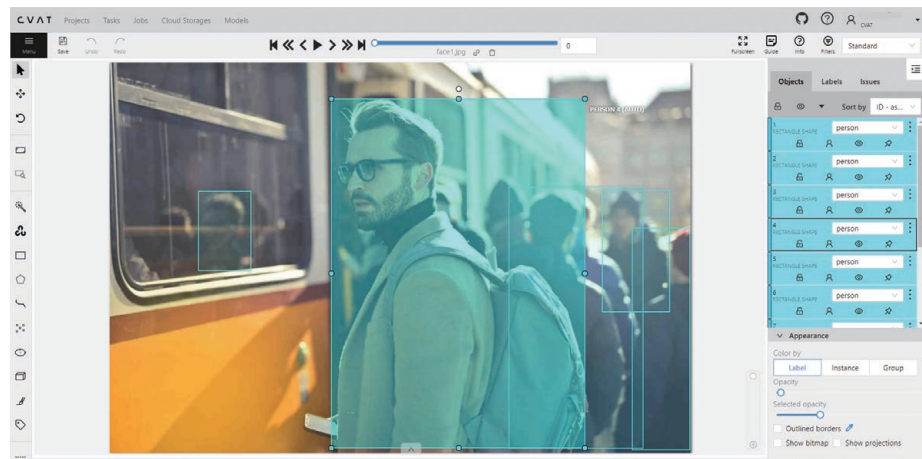 CVAT Projects Tasks Jobs Cloud Storages Models
CVAT
Menu Save Undo Redo
face1.jpg
0
Fullscreen Guide Info Filters Standard
Objects Labels Issues
Sort by ID - as...
PERSON 4 (AUTO)
1 person
RECTANGLE SHAPE
2 person
RECTANGLE SHAPE
3 person
RECTANGLE SHAPE
4 person
RECTANGLE SHAPE
5 person
RECTANGLE SHAPE
6 person
RECTANGLE SHAPE
7
Appearance
Color by
Label Instance Group
Opacity
Selected opacity
Outlined borders
Show bitmap Show projections